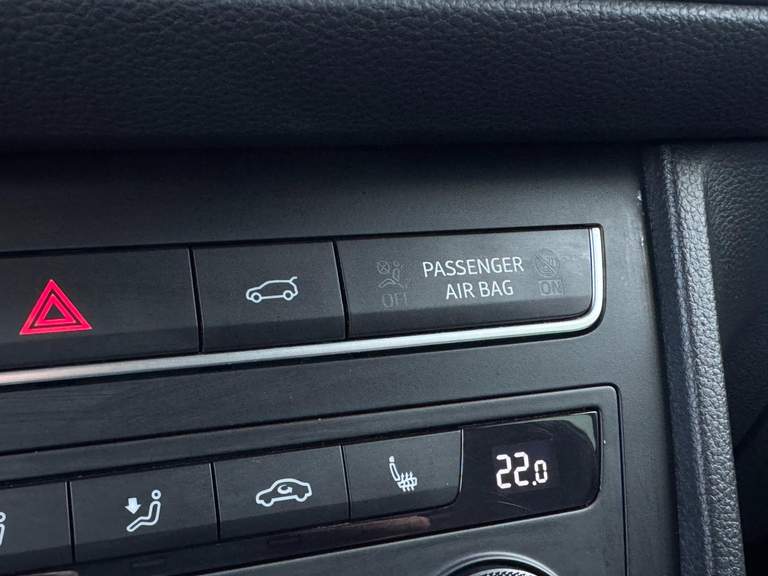 PASSENGER
OFF AIR BAG ON
22.0